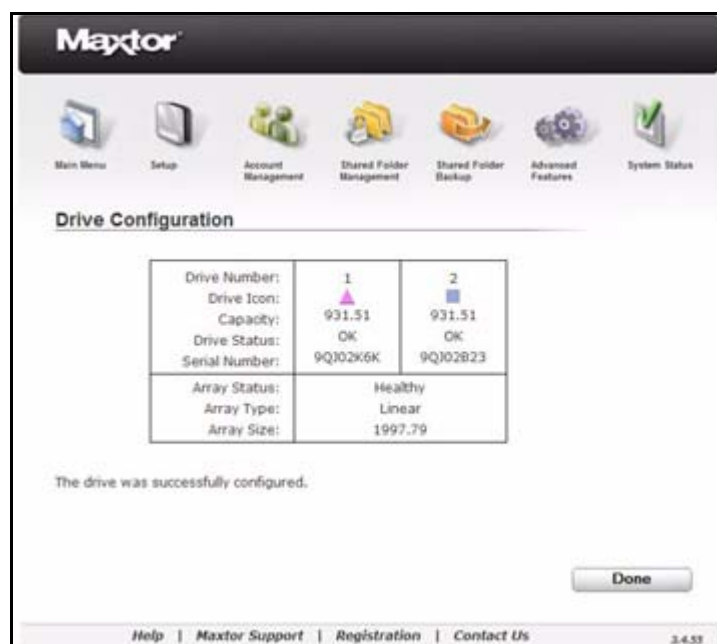 Maxtor
Main Menu
Setup
Account Management
Shared Folder Management
Shared Folder Backup
Advanced Features
System Status
Drive Configuration
Drive Number: 1 2
Drive Icon:
Capacity: 931.51 931.51
Drive Status: OK OK
Serial Number: 9QJ02K6K 9QJ02B23
Array Status: Healthy
Array Type: Linear
Array Size: 1997.79
The drive was successfully configured.
Done
Help | Maxtor Support | Registration | Contact Us
3.4.53